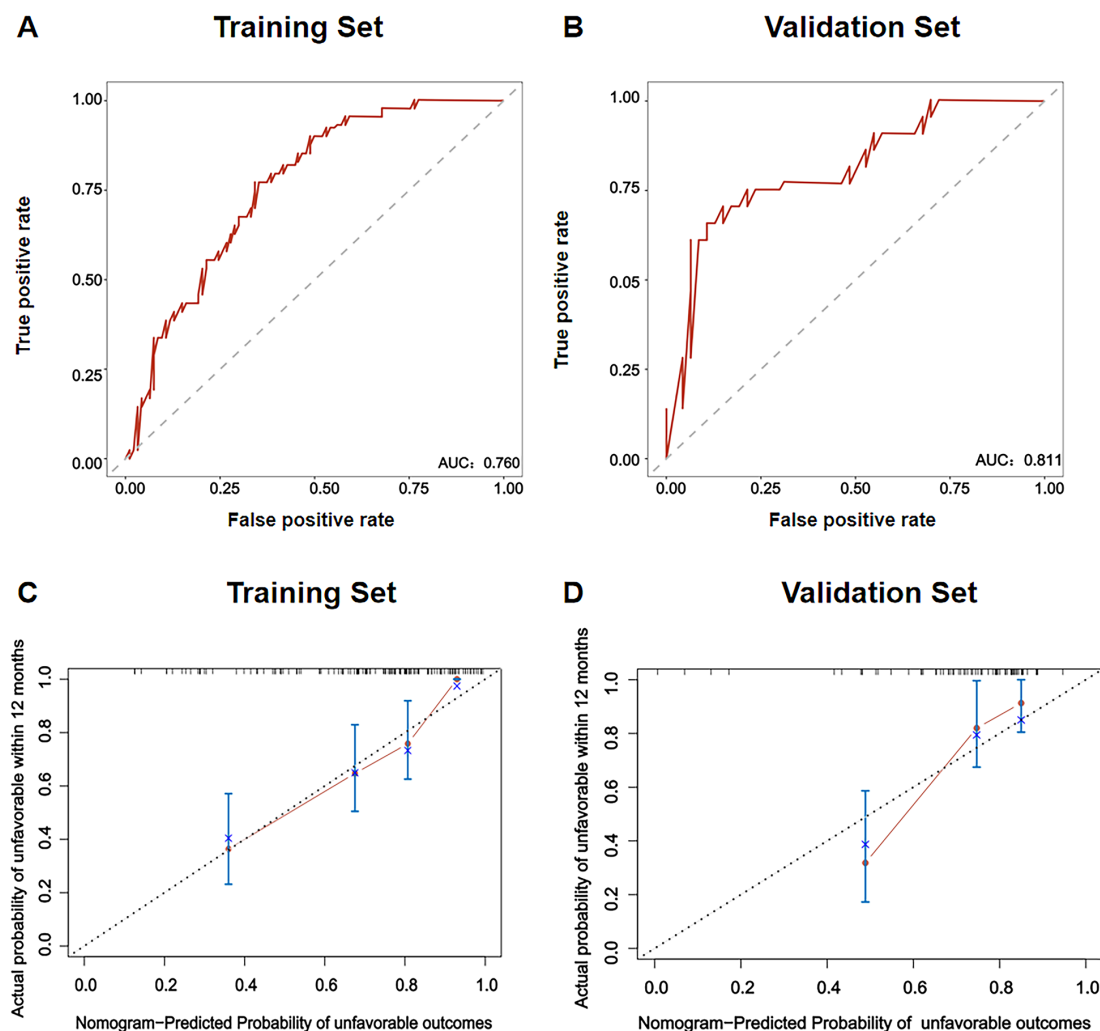 A Training Set
B Validation Set
True positive rate
1.00
0.75
0.50
0.25
0.00
AUC: 0.760
0.00 0.25 0.50 0.75 1.00
False positive rate
True positive rate
1.00
0.75
0.05
0.25
0.00
AUC: 0.811
0.00 0.25 0.50 0.75 1.00
False positive rate
C Training Set
D Validation Set
Actual probability of unfavorable within 12 months
1.0
0.8
0.6
0.4
0.2
0.0
0.0 0.2 0.4 0.6 0.8 1.0
Nomogram-Predicted Probability of unfavorable outcomes
Actual probability of unfavorable within 12 months
1.0
0.8
0.6
0.4
0.2
0.0
0.0 0.2 0.4 0.6 0.8 1.0
Nomogram-Predicted Probability of unfavorable outcomes